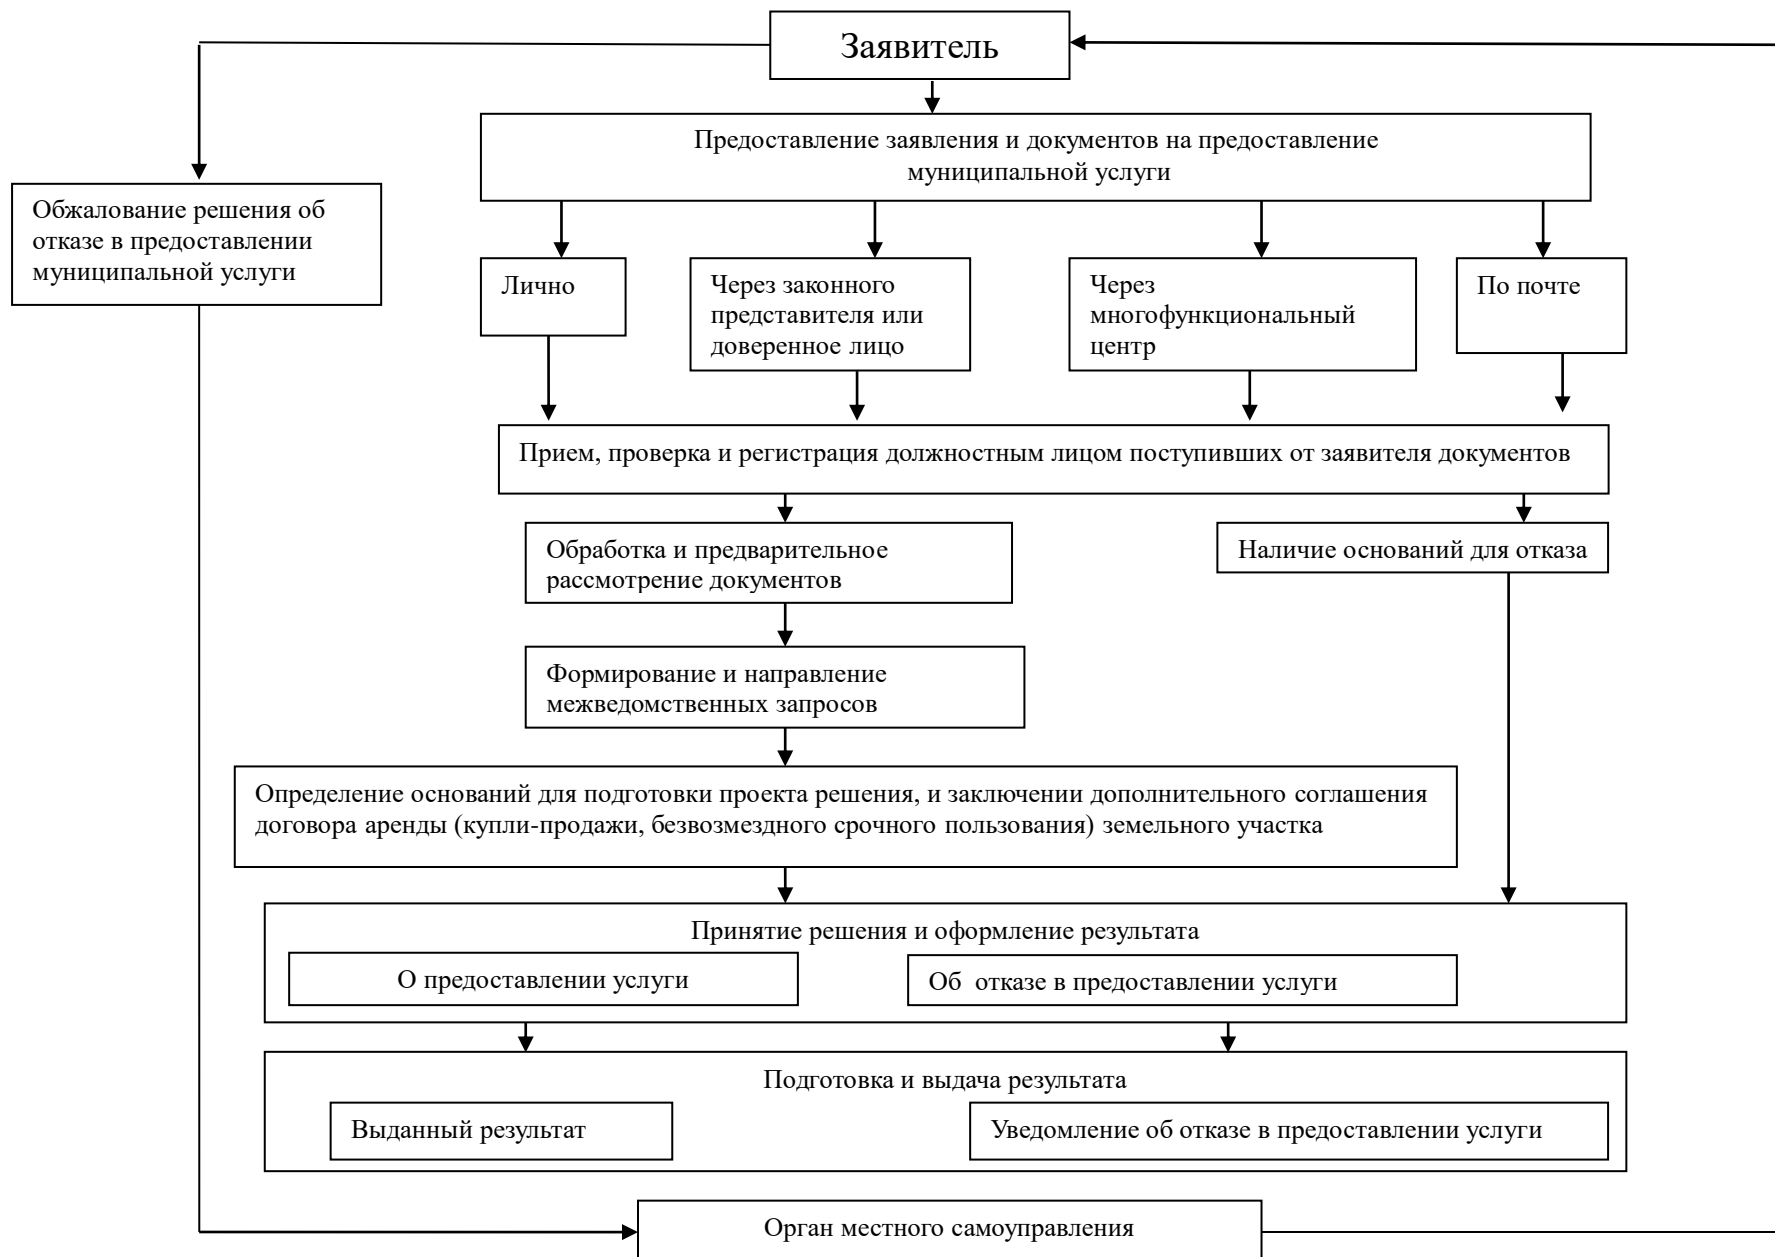 Заявитель
Предоставление заявления и документов на предоставление
муниципальной услуги
Обжалование решения об
отказе в предоставлении
муниципальной услуги
Лично
Через законного
представителя или
доверенное лицо
Через
многофункциональный
центр
По почте
Прием, проверка и регистрация должностным лицом поступивших от заявителя документов
Обработка и предварительное
рассмотрение документов
Наличие оснований для отказа
Формирование и направление
межведомственных запросов
Определение оснований для подготовки проекта решения, и заключении дополнительного соглашения
договора аренды (купли-продажи, безвозмездного срочного пользования) земельного участка
Принятие решения и оформление результата
О предоставлении услуги
Об  отказе в предоставлении услуги
Подготовка и выдача результата
Выданный результат
Уведомление об отказе в предоставлении услуги
Орган местного самоуправления